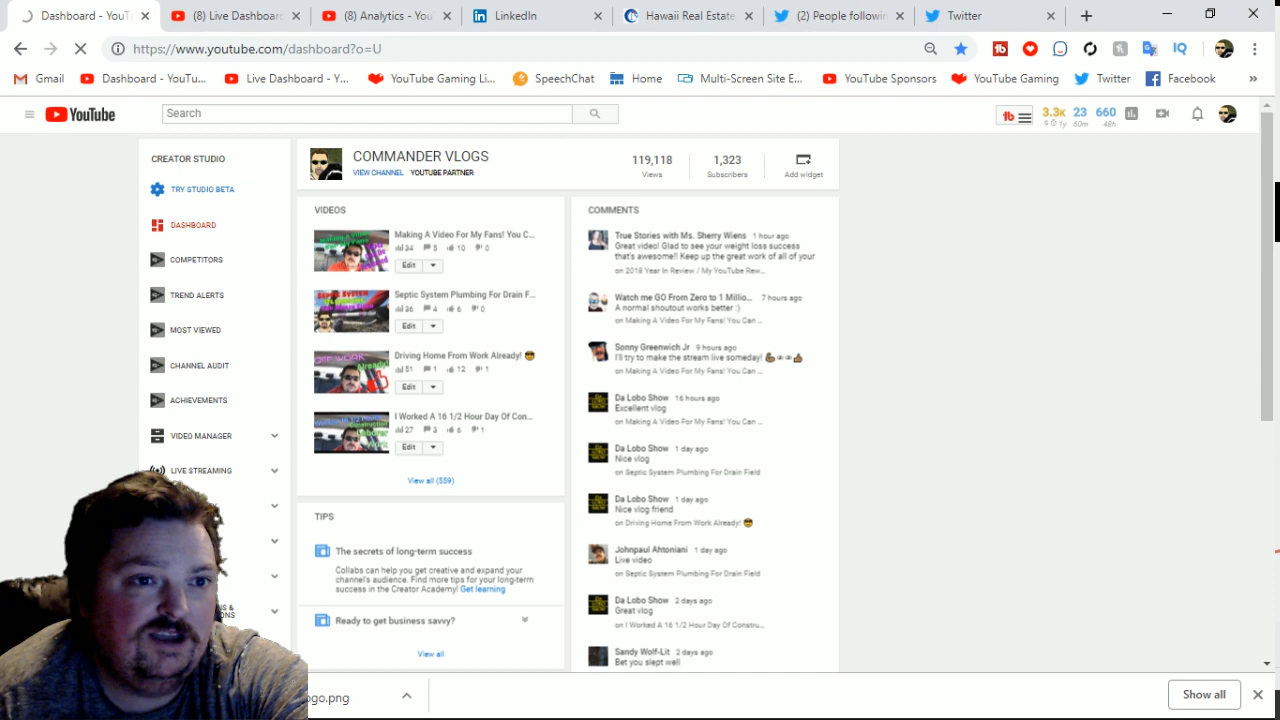 Dashboard - YouT
(8) Live Dashboard
(8) Analytics - YouT
LinkedIn
Hawaii Real Estate
(2) People followin
Twitter
https://www.youtube.com/dashboard?o=U
IQ
Gmail
Dashboard - YouTu...
Live Dashboard - Y...
YouTube Gaming Li...
SpeechChat
Home
Multi-Screen Site E...
YouTube Sponsors
YouTube Gaming
Twitter
Facebook
YouTube
Search
tb
3.3K 23 660
60m 48h
CREATOR STUDIO
TRY STUDIO BETA
DASHBOARD
COMPETITORS
TREND ALERTS
MOST VIEWED
CHANNEL AUDIT
ACHIEVEMENTS
VIDEO MANAGER
LIVE STREAMING
COMMANDER VLOGS
VIEW CHANNEL YOUTUBE PARTNER
119,118
Views
1,323
Subscribers
Add widget
VIDEOS
Making A Video For My Fans! You C...
34 5 10 0
Edit
Septic System Plumbing For Drain F...
36 4 6 0
Edit
Driving Home From Work Already! 😎
51 1 12 1
Edit
I Worked A 16 1/2 Hour Day Of Con...
27 3 6 1
Edit
View all (559)
TIPS
The secrets of long-term success
Collabs can help you get creative and expand your
channel's audience. Find more tips for your long-term
success in the Creator Academy! Get learning
Ready to get business savvy?
View all
COMMENTS
True Stories with Ms. Sherry Wiens 1 hour ago
Great video! Glad to see your weight loss success
that's awesome!! Keep up the great work of all of your
on 2018 Year In Review / My YouTube Rew...
Watch me GO From Zero to 1 Millio... 7 hours ago
A normal shoutout works better :)
on Making A Video For My Fans! You Can ...
Sonny Greenwich Jr 9 hours ago
I'll try to make the stream live someday!
on Making A Video For My Fans! You Can ...
Da Lobo Show 16 hours ago
Excellent vlog
on Making A Video For My Fans! You Can ...
Da Lobo Show 1 day ago
Nice vlog
on Septic System Plumbing For Drain Field
Da Lobo Show 1 day ago
Nice vlog friend
on Driving Home From Work Already! 😎
Johnpaul Ahtoniani 1 day ago
Live video
on Septic System Plumbing For Drain Field
Da Lobo Show 2 days ago
Great vlog
on I Worked A 16 1/2 Hour Day Of Constru...
Sandy Wolf-Lit 2 days ago
Bet you slept well
ogo.png
Show all